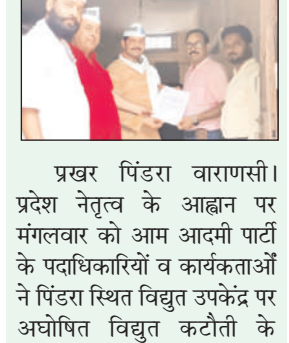 प्रखर पिंडरा वाराणसी।
प्रदेश नेतृत्व के आह्वान पर
मंगलवार को आम आदमी पार्टी
के पदाधिकारियों व कार्यकताओं
ने पिंडरा स्थित विद्युत उपकेंद्र पर
अघोषित विद्युत कटौती के